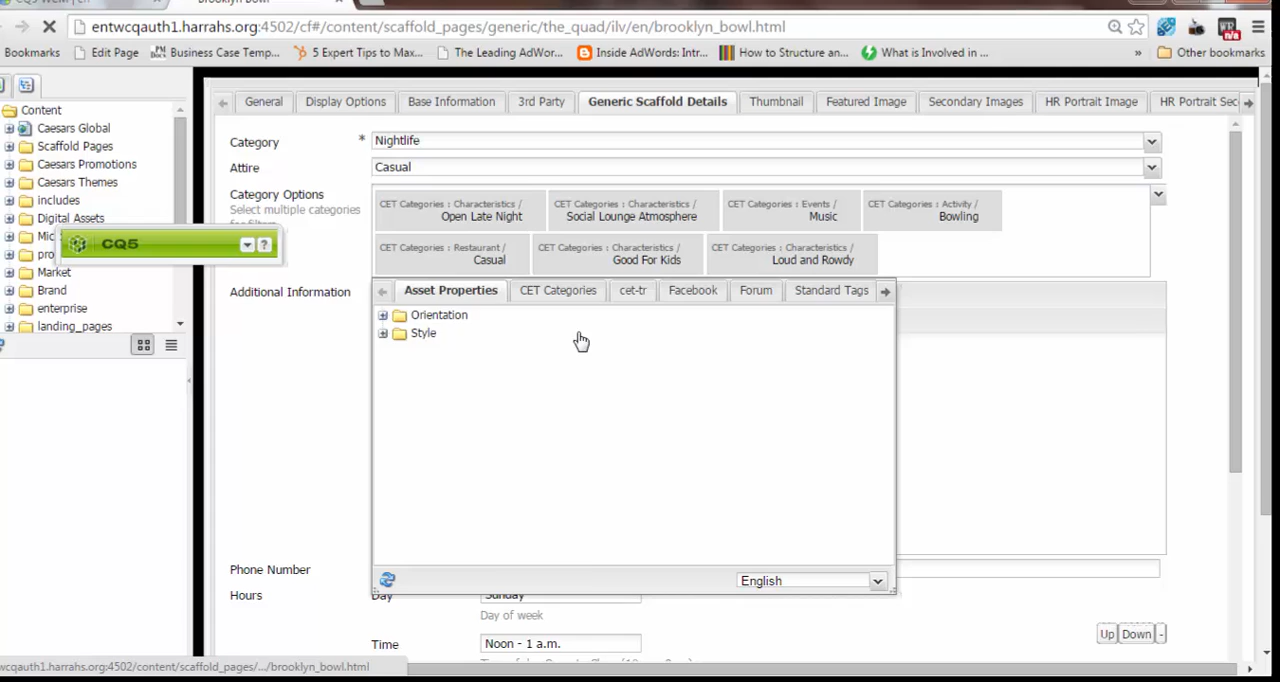 Brooklyn Bowl
entwcqauth1.harrahs.org:4502/cf#/content/scaffold_pages/generic/the_quad/ilv/en/brooklyn_bowl.html
Bookmarks Edit Page Business Case Temp... 5 Expert Tips to Max... The Leading AdWor... Inside AdWords: Intr... How to Structure an... What is Involved in ... » Other bookmarks
General Display Options Base Information 3rd Party Generic Scaffold Details Thumbnail Featured Image Secondary Images HR Portrait Image HR Portrait Sec
Content
Caesars Global
Scaffold Pages
Caesars Promotions
Caesars Themes
includes
Digital Assets
Mic
pro
CQ5 ?
Market
Brand
enterprise
landing_pages
Category * Nightlife
Attire Casual
Category Options
Select multiple categories
CET Categories : Characteristics /
Open Late Night
CET Categories : Characteristics /
Social Lounge Atmosphere
CET Categories : Events /
Music
CET Categories : Activity /
Bowling
CET Categories : Restaurant /
Casual
CET Categories : Characteristics /
Good For Kids
CET Categories : Characteristics /
Loud and Rowdy
Additional Information
Asset Properties CET Categories cet-tr Facebook Forum Standard Tags
Orientation
Style
English
Phone Number
Hours Day Sunday
Day of week
Up Down -
Time Noon - 1 a.m.
wcqauth1.harrahs.org:4502/content/scaffold_pages/.../brooklyn_bowl.html